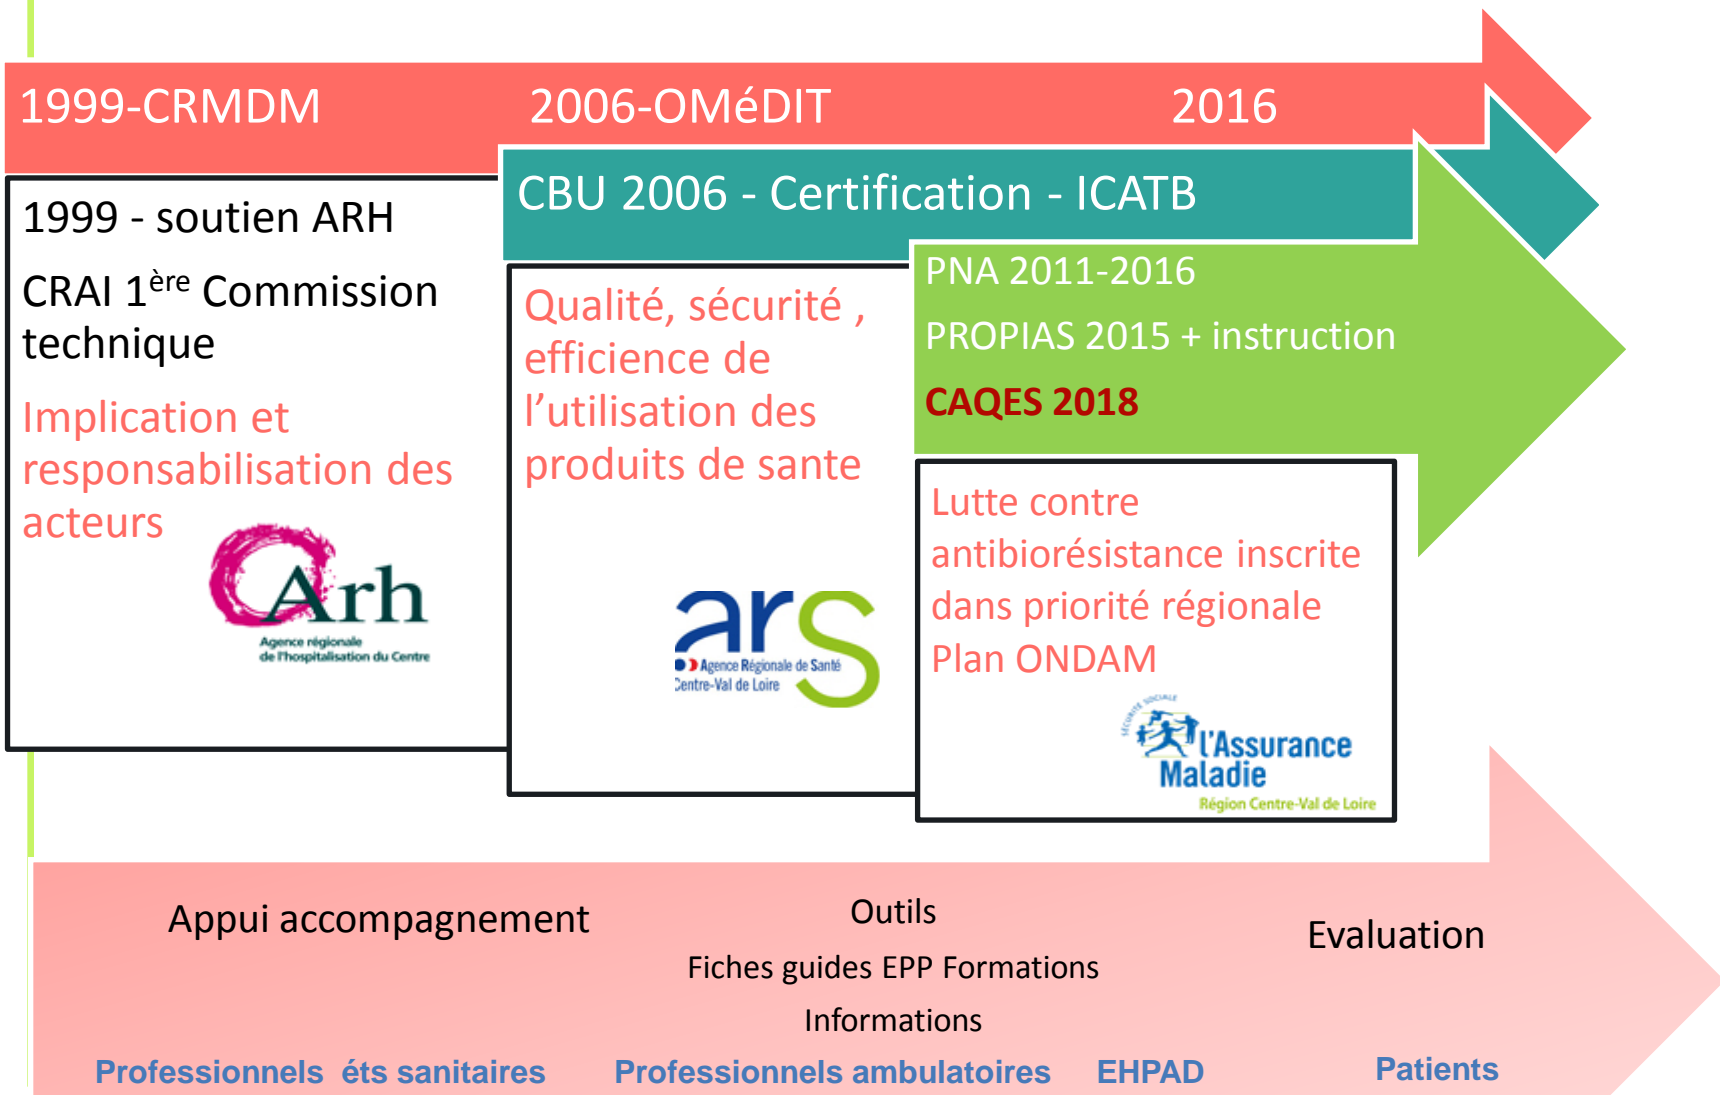 1999-CRMDM 2006-OMéDIT 2016
CBU 2006 - Certification - ICATB
1999 - soutien ARH
CRAI 1ère Commission
technique
Implication et
responsabilisation des
acteurs
Arh
Agence régionale
de l'hospitalisation du Centre
Qualité, sécurité ,
efficience de
l’utilisation des
produits de sante
ars
Agence Régionale de Santé
Centre-Val de Loire
PNA 2011-2016
PROPIAS 2015 + instruction
CAQES 2018
Lutte contre
antibiorésistance inscrite
dans priorité régionale
Plan ONDAM
SÉCURITÉ SOCIALE
l'Assurance
Maladie
Région Centre-Val de Loire
Appui accompagnement
Outils
Fiches guides EPP Formations
Informations
Evaluation
Professionnels éts sanitaires Professionnels ambulatoires EHPAD Patients